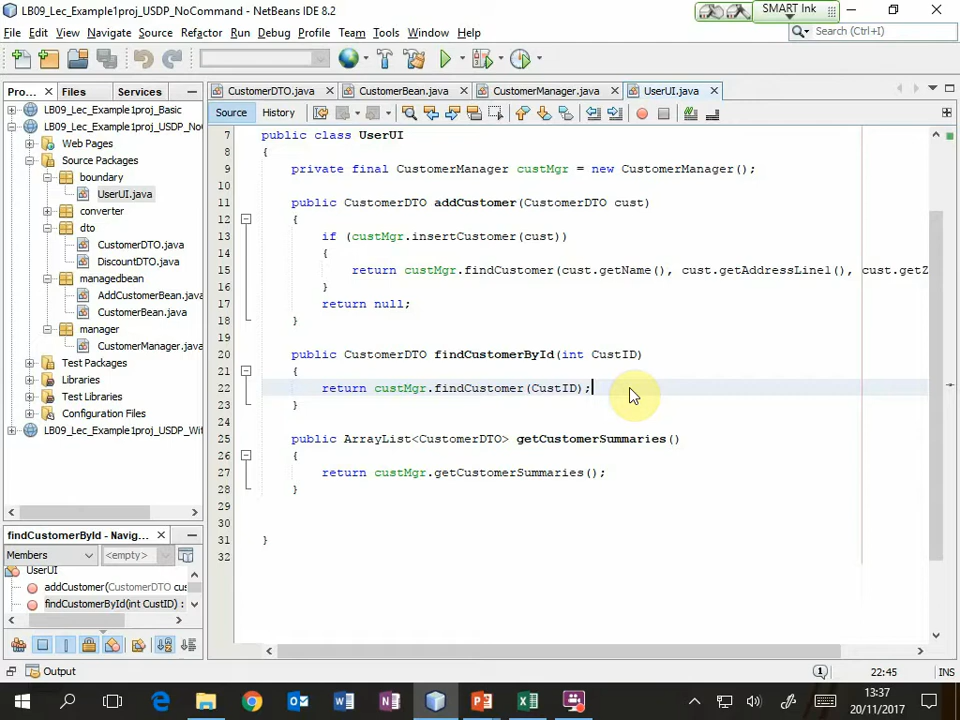 LB09_Lec_Example1proj_USDP_NoCommand - NetBeans IDE 8.2
SMART Ink
File Edit View Navigate Source Refactor Run Debug Profile Team Tools Window Help
Search (Ctrl+I)
Pro... Files Services
CustomerDTO.java CustomerBean.java CustomerManager.java UserUI.java
Source History
LB09_Lec_Example1proj_Basic
LB09_Lec_Example1proj_USDP_NoC
Web Pages
Source Packages
boundary
UserUI.java
converter
dto
CustomerDTO.java
DiscountDTO.java
managedbean
AddCustomerBean.java
CustomerBean.java
manager
CustomerManager.java
Test Packages
Libraries
Test Libraries
Configuration Files
LB09_Lec_Example1proj_USDP_Wit
7 public class UserUI
8 {
9 private final CustomerManager custMgr = new CustomerManager();
10
11 public CustomerDTO addCustomer(CustomerDTO cust)
12 {
13 if (custMgr.insertCustomer(cust))
14 {
15 return custMgr.findCustomer(cust.getName(), cust.getAddressLine1(), cust.getZ
16 }
17 return null;
18 }
19
20 public CustomerDTO findCustomerById(int CustID)
21 {
22 return custMgr.findCustomer(CustID);
23 }
24
25 public ArrayList<CustomerDTO> getCustomerSummaries()
26 {
27 return custMgr.getCustomerSummaries();
28 }
29
30
31 }
32
findCustomerById - Navig...
Members <empty>
UserUI
addCustomer(CustomerDTO cus
findCustomerById(int CustID) :
Output
1 22:45 INS
13:37
20/11/2017